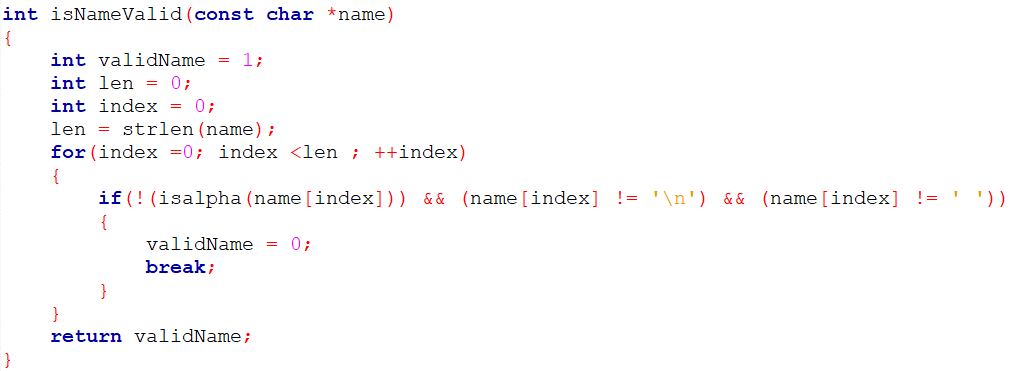 int isNameValid(const char *name)
{
    int validName = 1;
    int len = 0;
    int index = 0;
    len = strlen(name);
    for(index =0; index <len ; ++index)
    {
        if(!(isalpha(name[index])) && (name[index] != '\n') && (name[index] != ' '))
        {
            validName = 0;
            break;
        }
    }
    return validName;
}